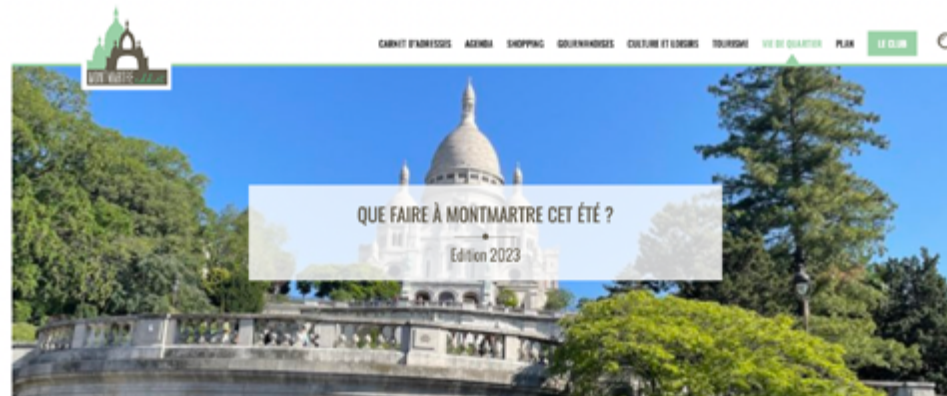 CARNET D'ADRESSES AGENDA SHOPPING GOURMANDISES CULTURE ET LOISIRS TOURISME VIE DE QUARTIER PLAN LE CLUB
MONTMARTRE
QUE FAIRE À MONTMARTRE CET ÉTÉ ?
Edition 2023